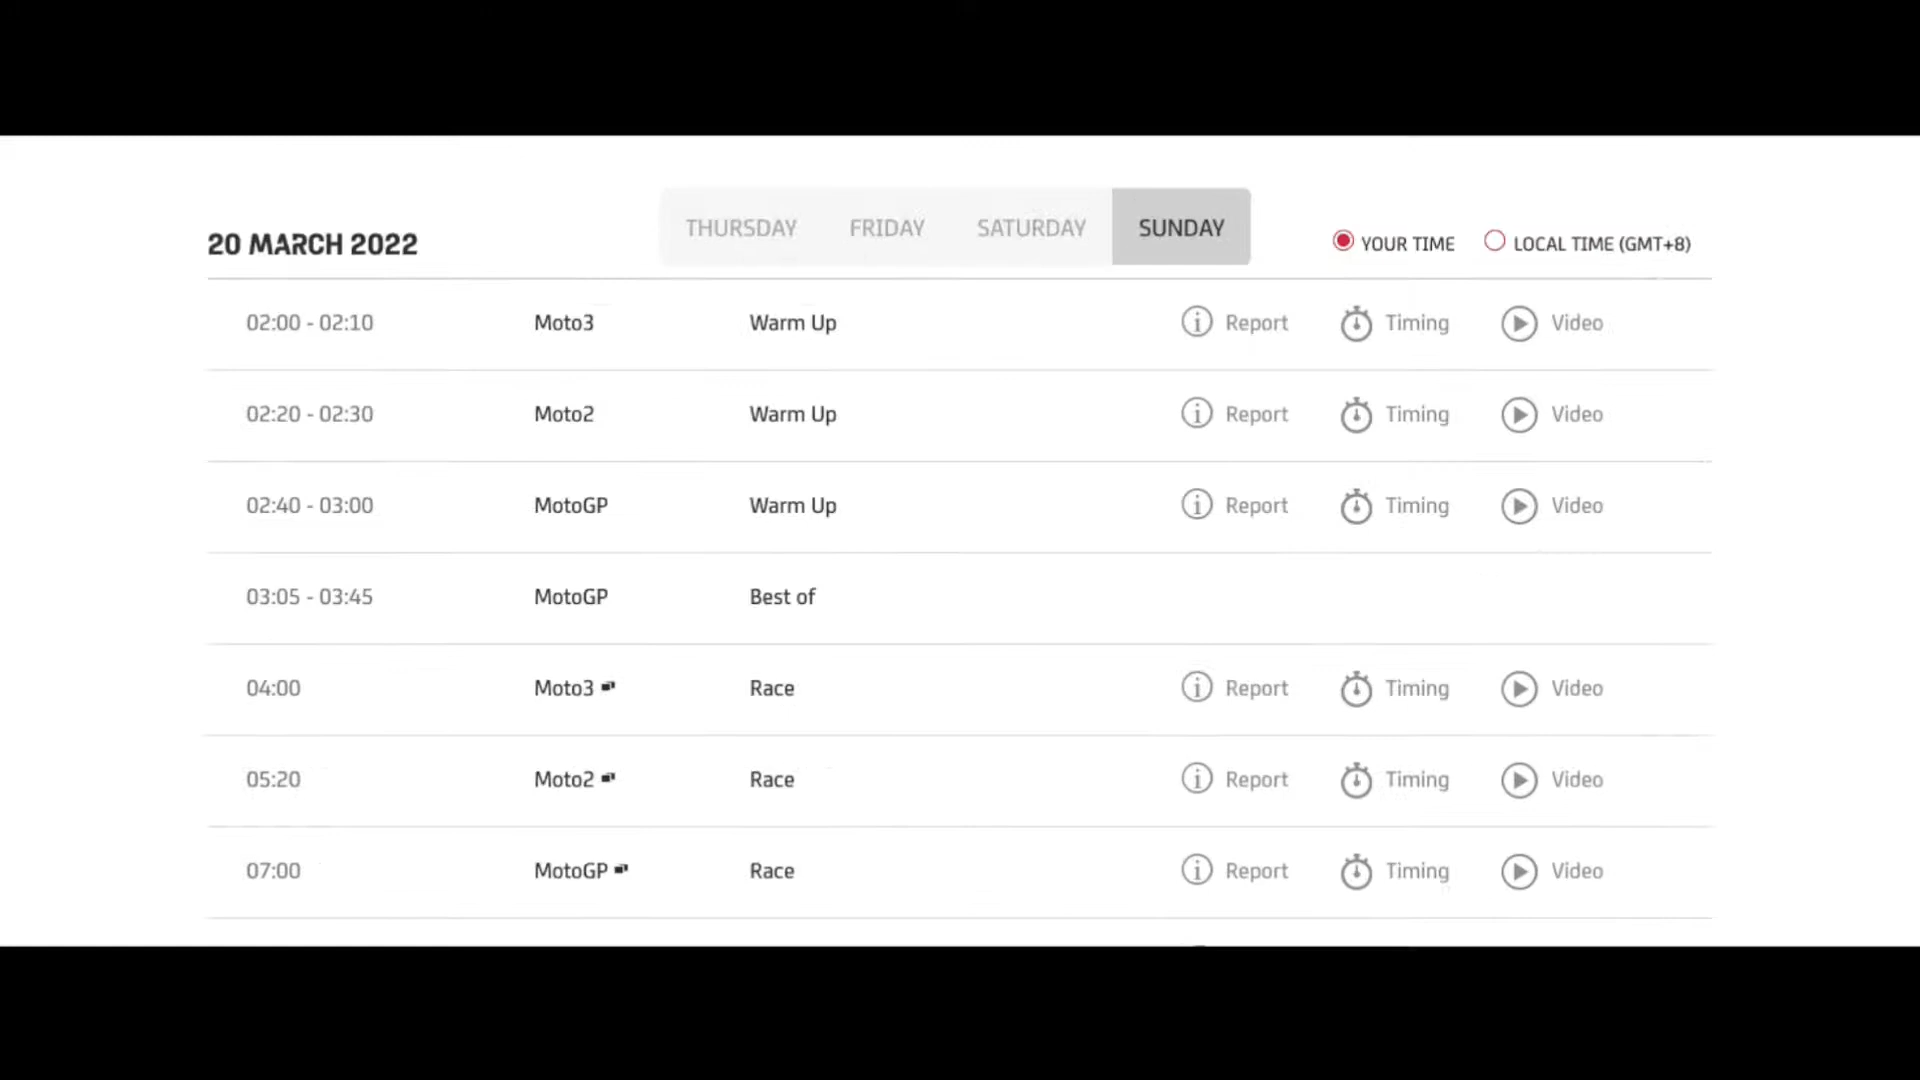 THURSDAY FRIDAY SATURDAY SUNDAY
20 MARCH 2022 YOUR TIME LOCAL TIME (GMT+8)
02:00 - 02:10 Moto3 Warm Up Report Timing Video
02:20 - 02:30 Moto2 Warm Up Report Timing Video
02:40 - 03:00 MotoGP Warm Up Report Timing Video
03:05 - 03:45 MotoGP Best of
04:00 Moto3 Race Report Timing Video
05:20 Moto2 Race Report Timing Video
07:00 MotoGP Race Report Timing Video